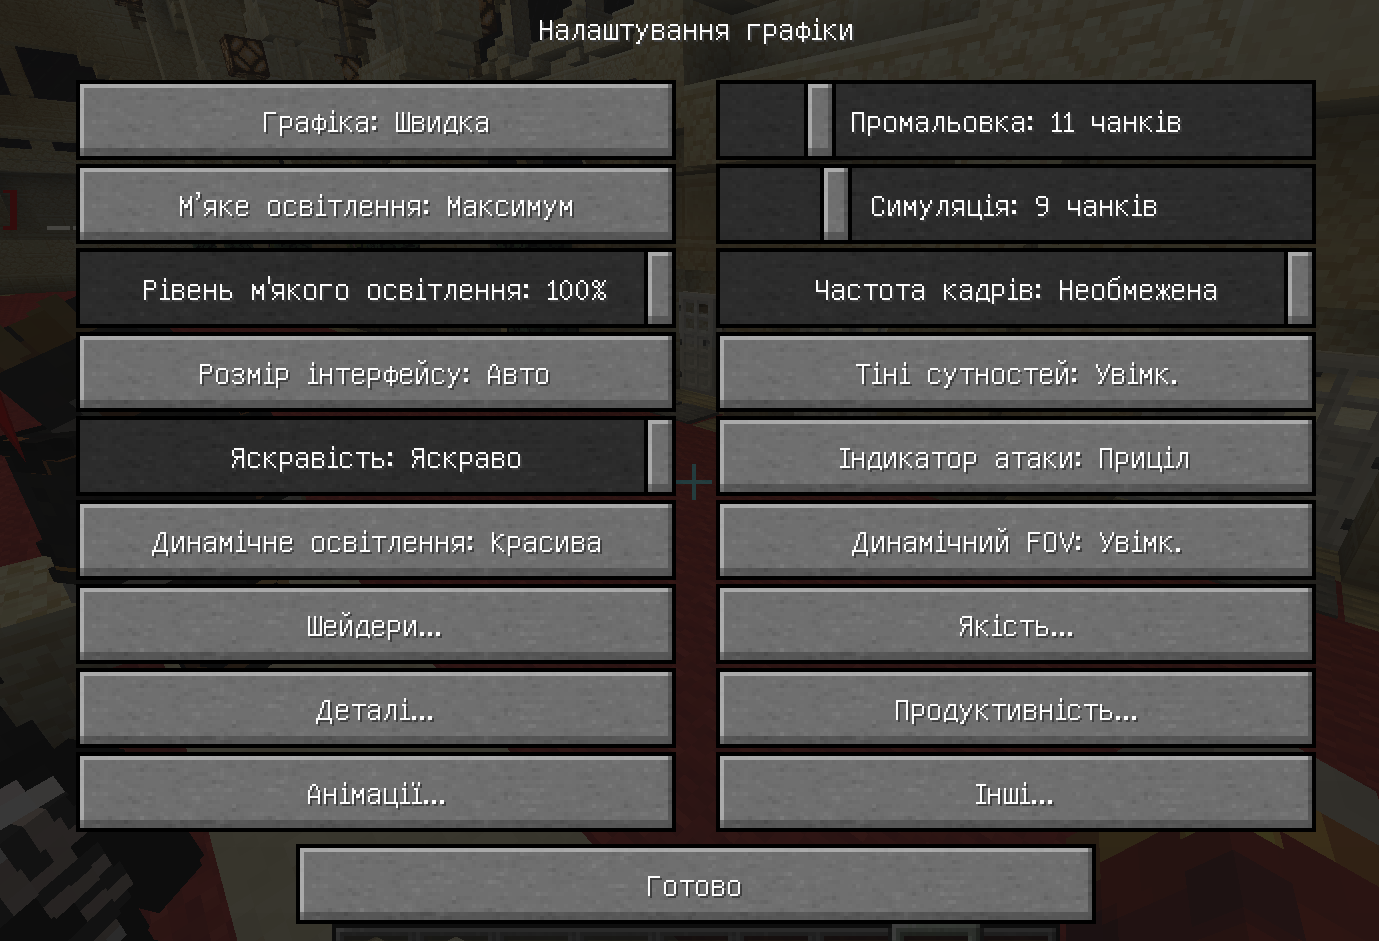 Налаштування графіки
Графіка: Швидка
Промальовка: 11 чанків
М'яке освітлення: Максимум
Симуляція: 9 чанків
Рівень м'якого освітлення: 100%
Частота кадрів: Необмежена
Розмір інтерфейсу: Авто
Тіні сутностей: Увімк.
Яскравість: Яскраво
Індикатор атаки: Приціл
Динамічне освітлення: Красива
Динамічний FOV: Увімк.
Шейдери...
Якість...
Деталі...
Продуктивність...
Анімації...
Інші...
Готово